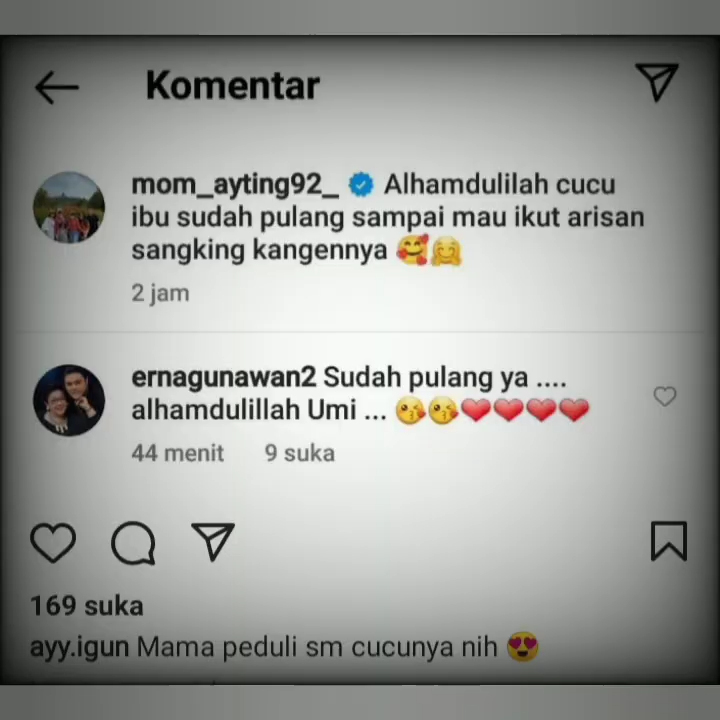 Komentar
mom_ayting92_ Alhamdulilah cucu
ibu sudah pulang sampai mau ikut arisan
sangking kangennya 🥰🤗
2 jam
ernagunawan2 Sudah pulang ya ....
alhamdulillah Umi ... 😘😘❤️❤️❤️❤️
44 menit 9 suka
169 suka
ayy.igun Mama peduli sm cucunya nih 😍